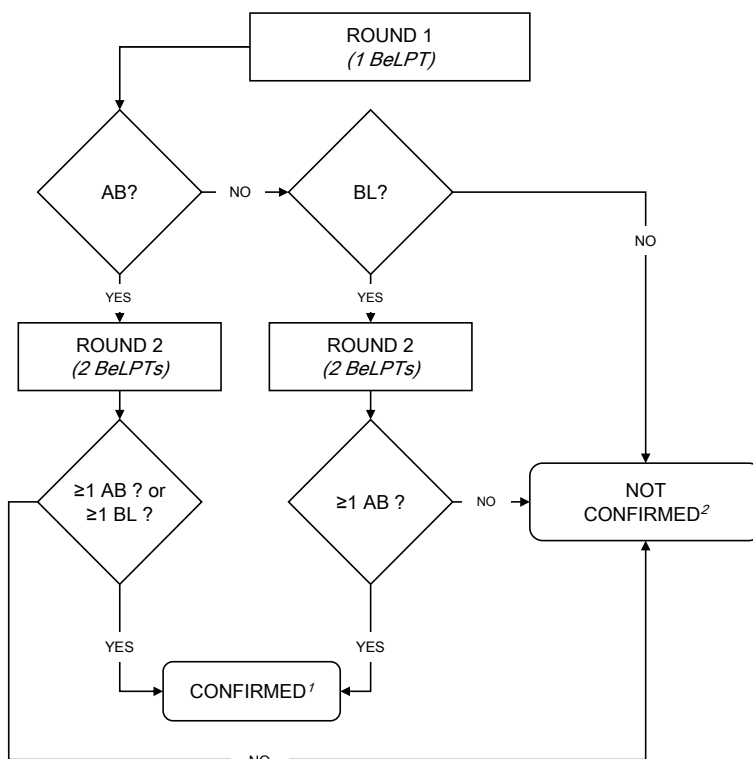 ROUND 1
(1 BeLPT)
AB?
NO
BL?
NO
YES
YES
ROUND 2
(2 BeLPTs)
ROUND 2
(2 BeLPTs)
≥1 AB ? or
≥1 BL ?
≥1 AB ?
NO
NOT
CONFIRMED²
YES
YES
CONFIRMED¹
NO